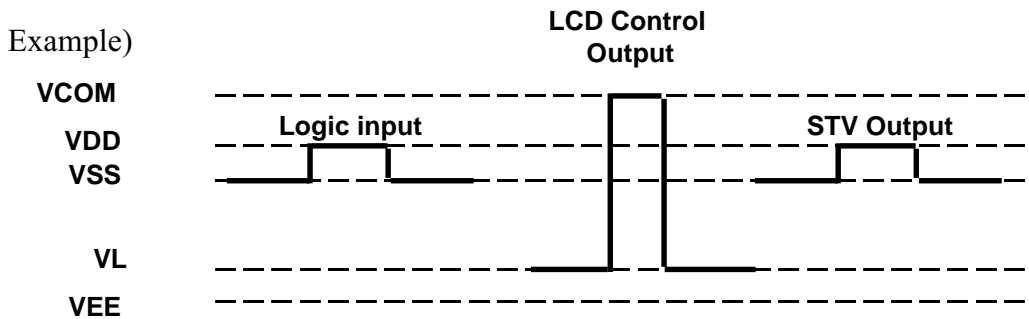 LCD Control
Output
Example)
VCOM
Logic input
STV Output
VDD
VSS
VL
VEE